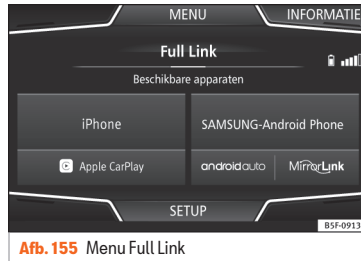 MENU
INFORMATIE
Full Link
Beschikbare apparaten
iPhone
SAMSUNG-Android Phone
Apple CarPlay
androidauto
MirrorLink
SETUP
B5F-0913
Afb. 155 Menu Full Link